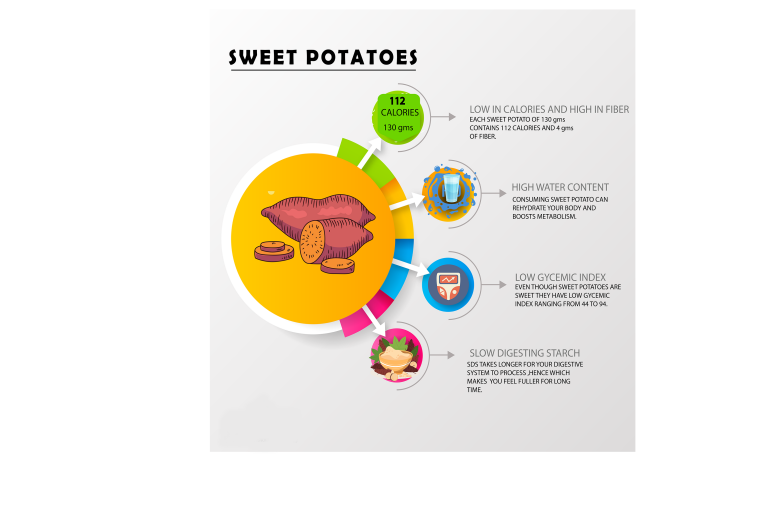 SWEET POTATOES
112
CALORIES
130 gms
LOW IN CALORIES AND HIGH IN FIBER
EACH SWEET POTATO OF 130 gms
CONTAINS 112 CALORIES AND 4 gms
OF FIBER.
HIGH WATER CONTENT
CONSUMING SWEET POTATO CAN
REHYDRATE YOUR BODY AND
BOOSTS METABOLISM.
LOW GYCEMIC INDEX
EVEN THOUGH SWEET POTATOES ARE
SWEET THEY HAVE LOW GYCEMIC
INDEX RANGING FROM 44 TO 94.
SLOW DIGESTING STARCH
SDS TAKES LONGER FOR YOUR DIGESTIVE
SYSTEM TO PROCESS ,HENCE WHICH
MAKES YOU FEEL FULLER FOR LONG
TIME.